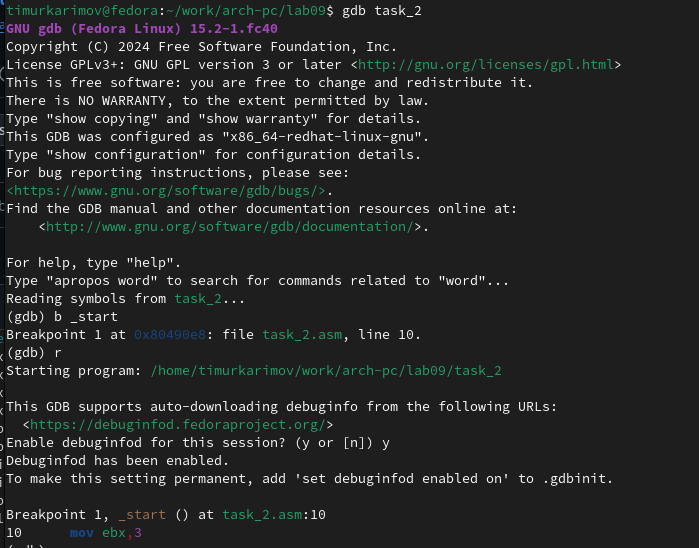 timurkarimov@fedora:~/work/arch-pc/lab09$ gdb task_2
GNU gdb (Fedora Linux) 15.2-1.fc40
Copyright (C) 2024 Free Software Foundation, Inc.
License GPLv3+: GNU GPL version 3 or later <http://gnu.org/licenses/gpl.html>
This is free software: you are free to change and redistribute it.
There is NO WARRANTY, to the extent permitted by law.
Type "show copying" and "show warranty" for details.
This GDB was configured as "x86_64-redhat-linux-gnu".
Type "show configuration" for configuration details.
For bug reporting instructions, please see:
<https://www.gnu.org/software/gdb/bugs/>.
Find the GDB manual and other documentation resources online at:
    <http://www.gnu.org/software/gdb/documentation/>.

For help, type "help".
Type "apropos word" to search for commands related to "word"...
Reading symbols from task_2...
(gdb) b _start
Breakpoint 1 at 0x80490e8: file task_2.asm, line 10.
(gdb) r
Starting program: /home/timurkarimov/work/arch-pc/lab09/task_2

This GDB supports auto-downloading debuginfo from the following URLs:
  <https://debuginfod.fedoraproject.org/>
Enable debuginfod for this session? (y or [n]) y
Debuginfod has been enabled.
To make this setting permanent, add 'set debuginfod enabled on' to .gdbinit.

Breakpoint 1, _start () at task_2.asm:10
10      mov ebx,3